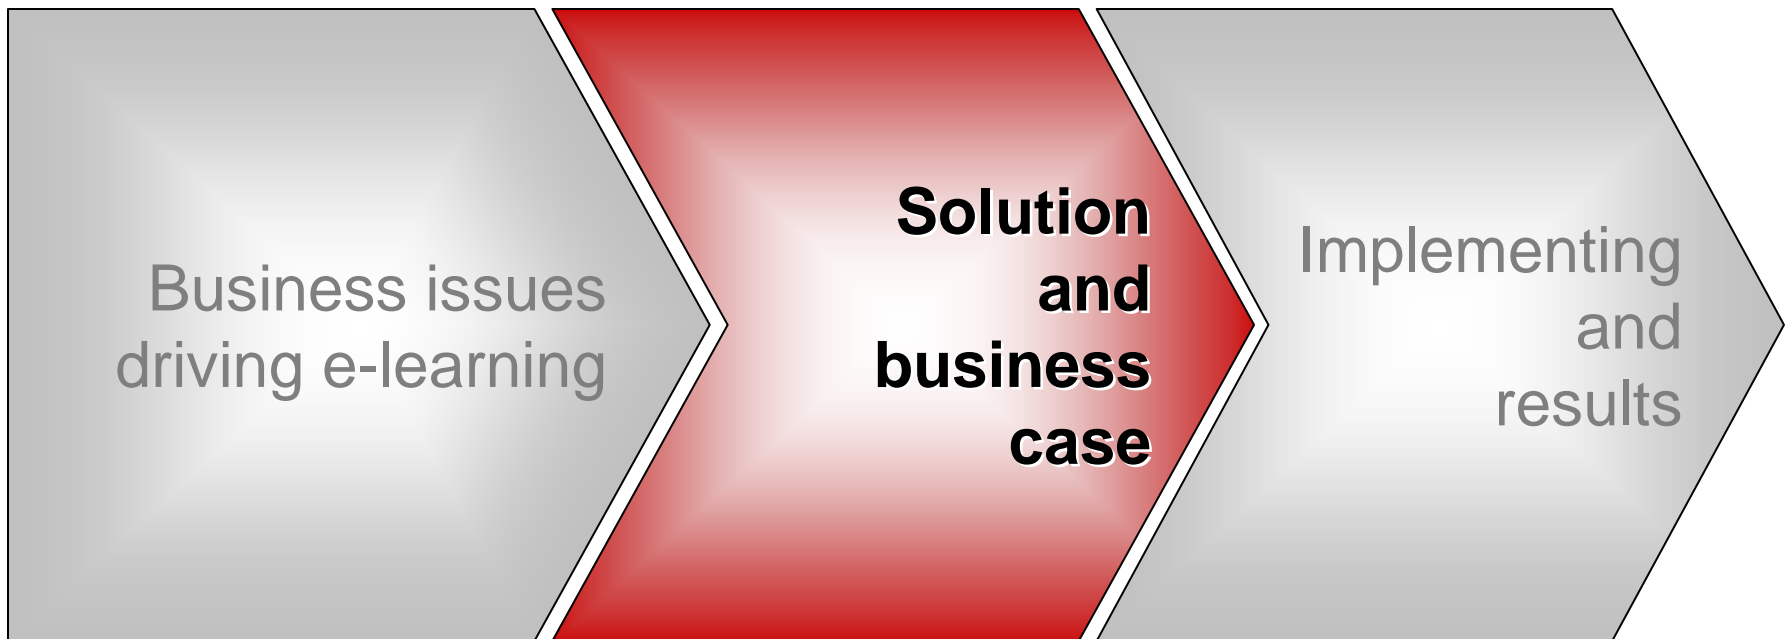 Business issues
driving e-learning
Solution
and
business
case
Implementing
and
results